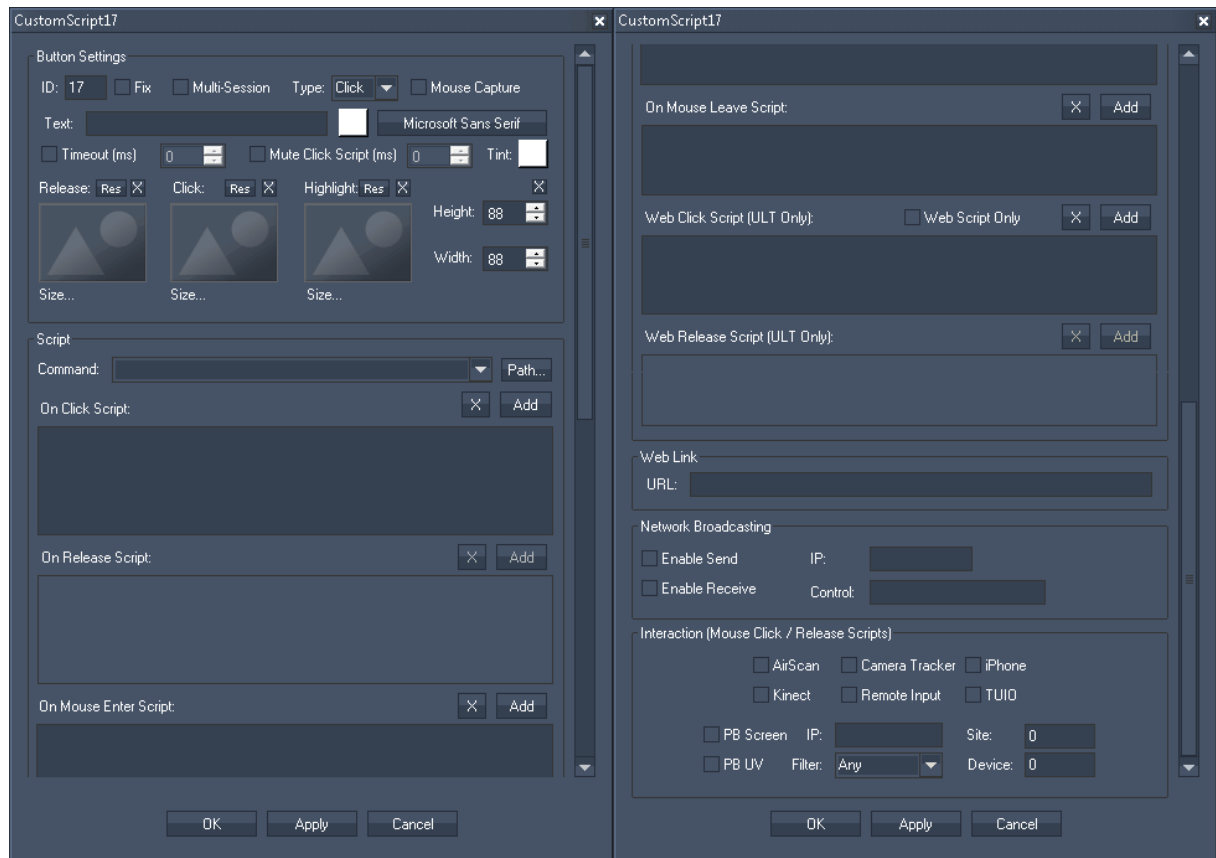 CustomScript17
Button Settings
ID: 17 Fix Multi-Session Type: Click Mouse Capture
Text: Microsoft Sans Serif
Timeout (ms) 0 Mute Click Script (ms) 0 Tint:
Release: Res X Click: Res X Highlight: Res X X
Height: 88
Width: 88
Size... Size... Size...
Script
Command: Path...
On Click Script: X Add
On Release Script: X Add
On Mouse Enter Script: X Add
OK Apply Cancel
CustomScript17
On Mouse Leave Script: X Add
Web Click Script (ULT Only): Web Script Only X Add
Web Release Script (ULT Only): X Add
Web Link
URL:
Network Broadcasting
Enable Send IP:
Enable Receive Control:
Interaction (Mouse Click / Release Scripts)
AirScan Camera Tracker iPhone
Kinect Remote Input TUIO
PB Screen IP: Site: 0
PB UV Filter: Any Device: 0
OK Apply Cancel